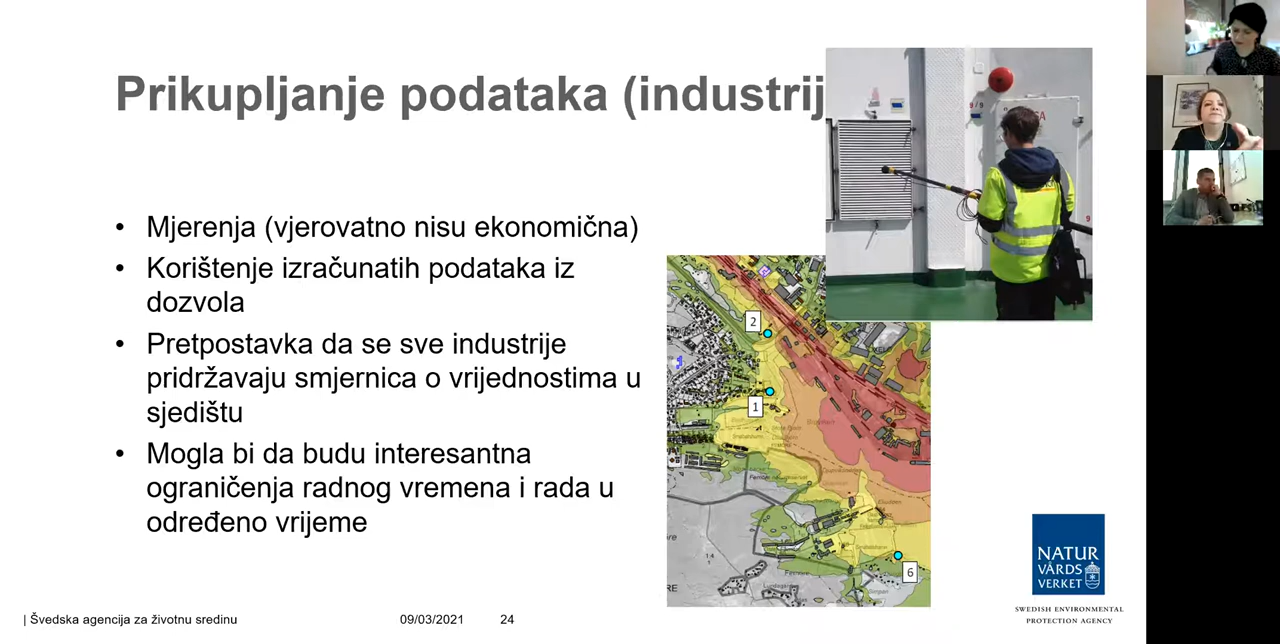 Prikupljanje podataka (industrij
• Mjerenja (vjerovatno nisu ekonomična)
• Korištenje izračunatih podataka iz
dozvola
• Pretpostavka da se sve industrije
pridržavaju smjernica o vrijednostima u
sjedištu
• Mogla bi da budu interesantna
ograničenja radnog vremena i rada u
određeno vrijeme
2
1
6
NATUR
VÅRDS
VERKET
SWEDISH ENVIRONMENTAL
PROTECTION AGENCY
| Švedska agencija za životnu sredinu
09/03/2021
24